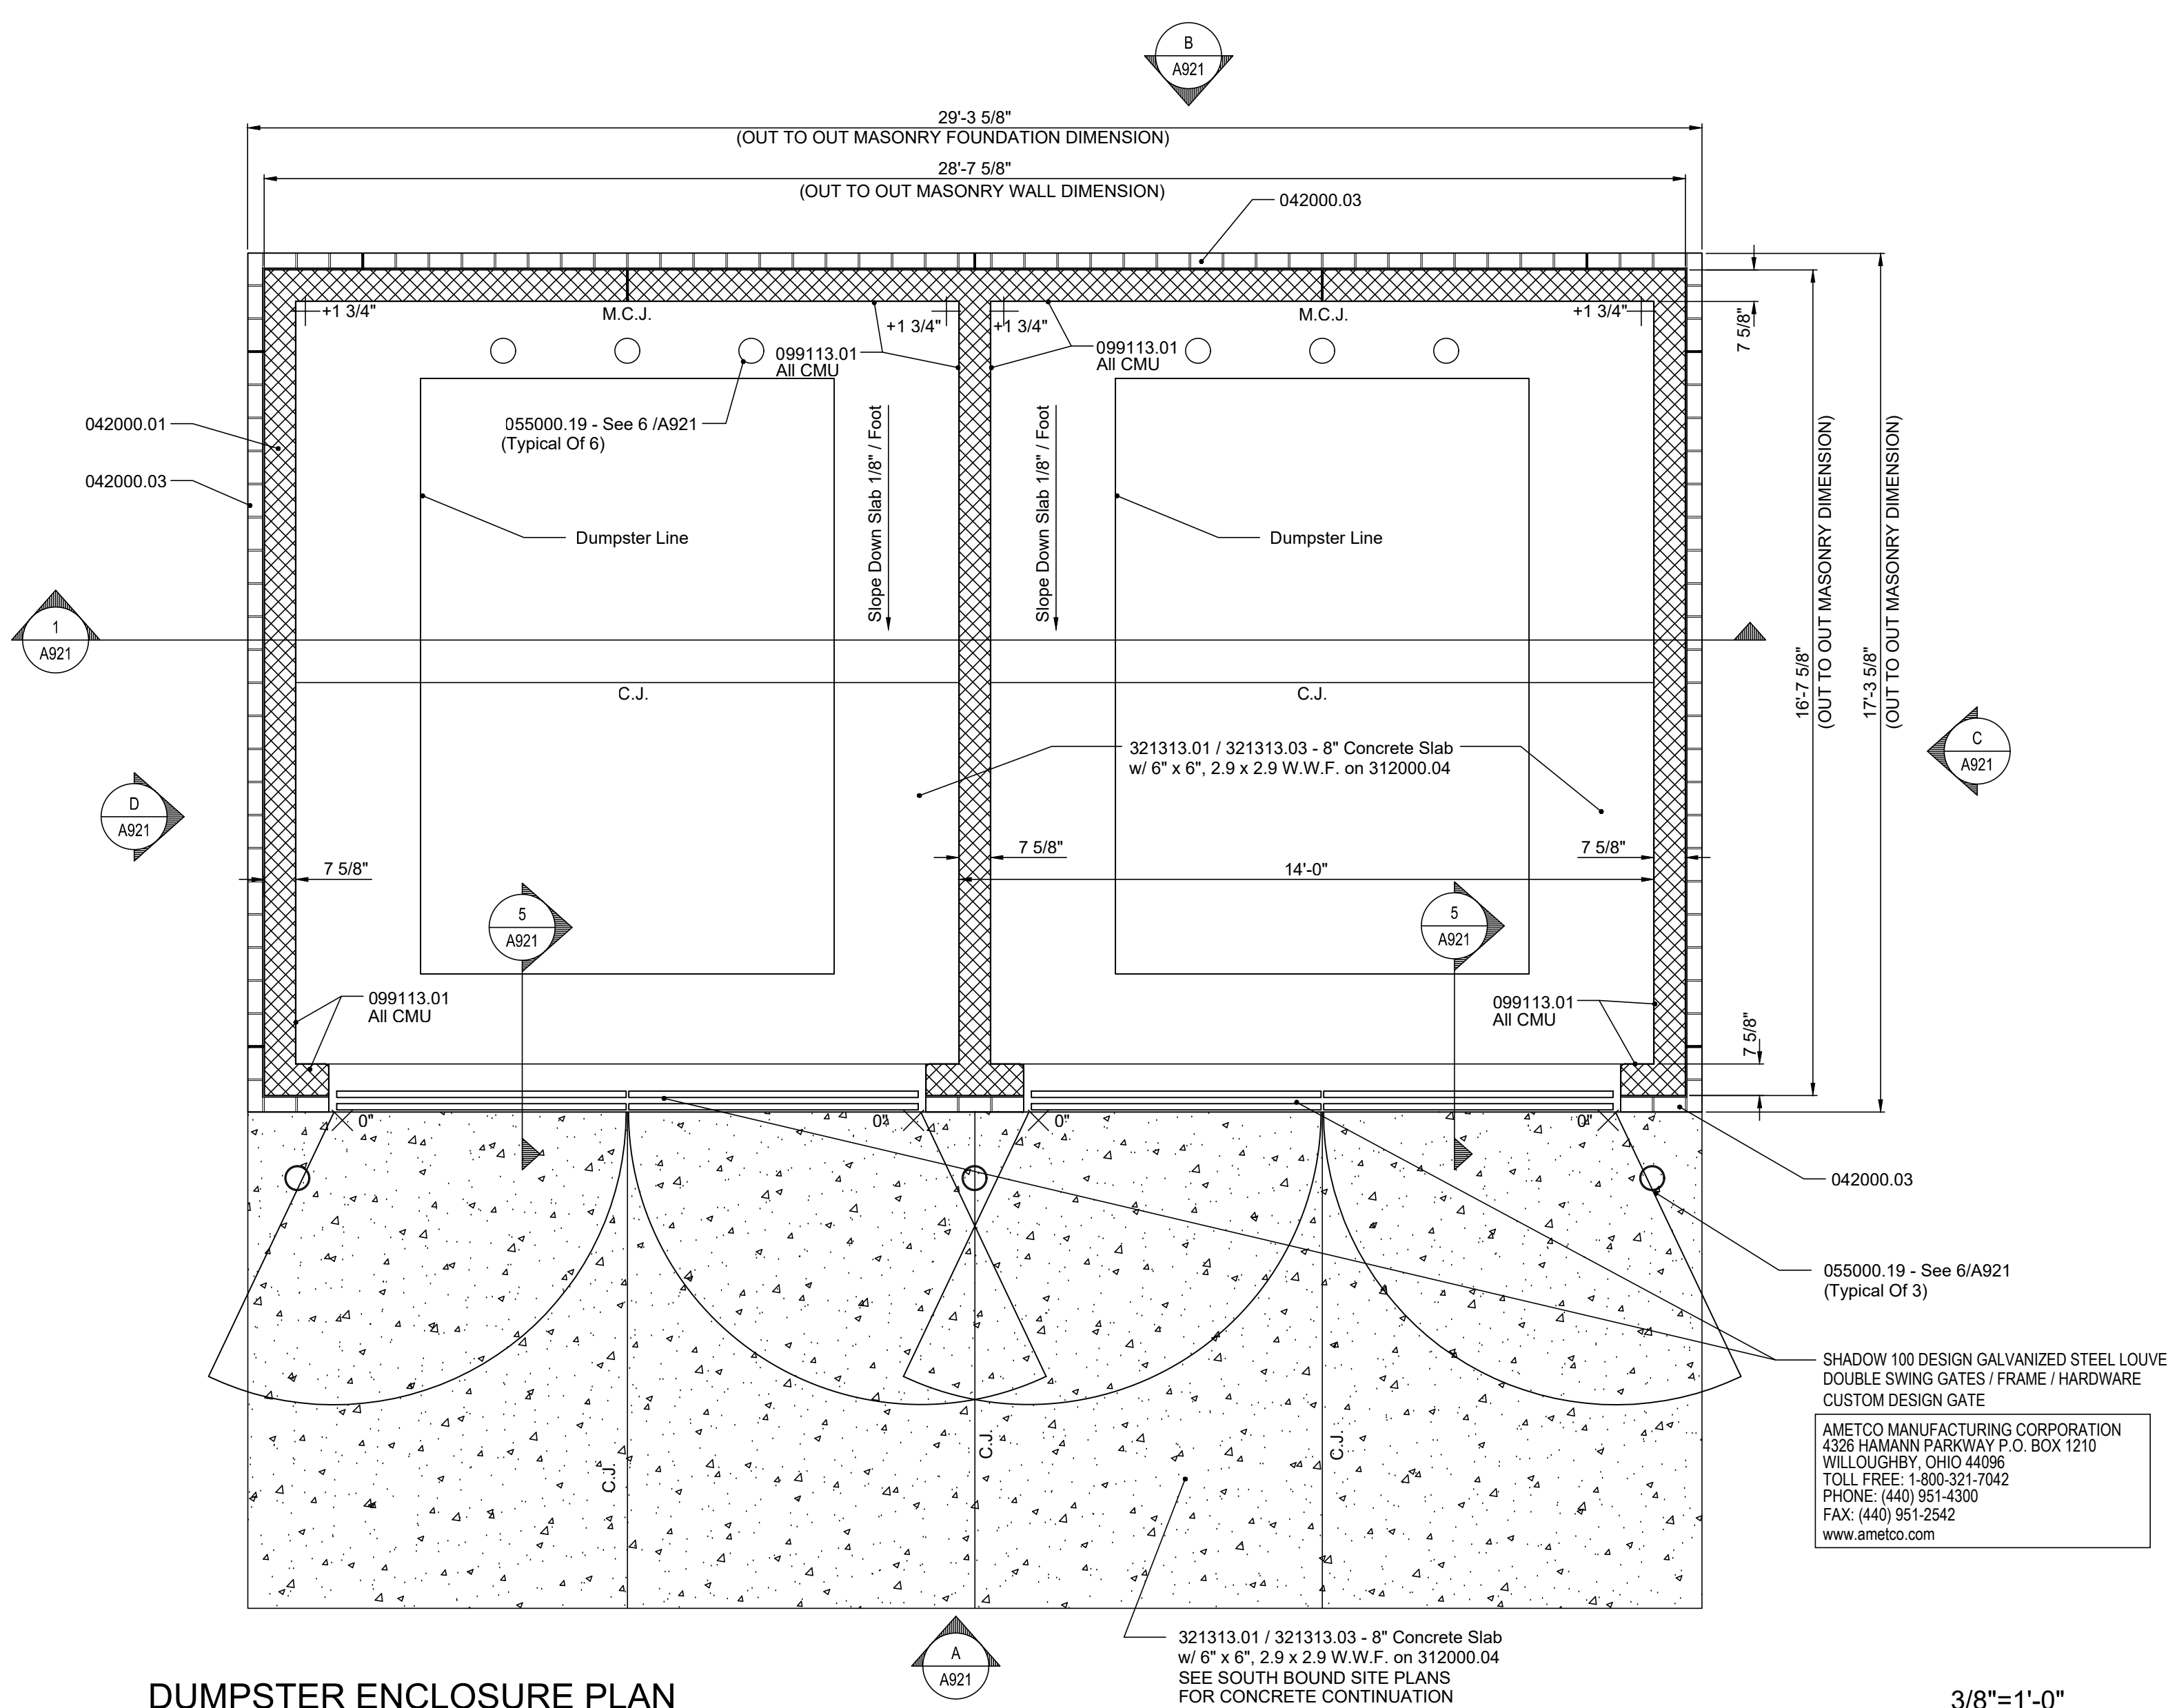 B
A921
29'-3 5/8"
(OUT TO OUT MASONRY FOUNDATION DIMENSION)
28'-7 5/8"
(OUT TO OUT MASONRY WALL DIMENSION)
042000.03
+1 3/4"
M.C.J.
+1 3/4"
+1 3/4"
M.C.J.
+1 3/4"
7 5/8"
099113.01
All CMU
099113.01
All CMU
042000.01
055000.19 - See 6 /A921
(Typical Of 6)
042000.03
Slope Down Slab 1/8" / Foot
Slope Down Slab 1/8" / Foot
Dumpster Line
Dumpster Line
16'-7 5/8"
(OUT TO OUT MASONRY DIMENSION)
17'-3 5/8"
(OUT TO OUT MASONRY DIMENSION)
1
A921
C.J.
C.J.
321313.01 / 321313.03 - 8" Concrete Slab
w/ 6" x 6", 2.9 x 2.9 W.W.F. on 312000.04
C
A921
D
A921
7 5/8"
7 5/8"
7 5/8"
14'-0"
5
A921
5
A921
099113.01
All CMU
099113.01
All CMU
7 5/8"
0"
0"
0"
0"
042000.03
055000.19 - See 6/A921
(Typical Of 3)
SHADOW 100 DESIGN GALVANIZED STEEL LOUVE
DOUBLE SWING GATES / FRAME / HARDWARE
CUSTOM DESIGN GATE
AMETCO MANUFACTURING CORPORATION
4326 HAMANN PARKWAY P.O. BOX 1210
WILLOUGHBY, OHIO 44096
TOLL FREE: 1-800-321-7042
PHONE: (440) 951-4300
FAX: (440) 951-2542
www.ametco.com
C.J.
C.J.
C.J.
321313.01 / 321313.03 - 8" Concrete Slab
w/ 6" x 6", 2.9 x 2.9 W.W.F. on 312000.04
SEE SOUTH BOUND SITE PLANS
FOR CONCRETE CONTINUATION
A
A921
DUMPSTER ENCLOSURE PLAN
3/8"=1'-0"